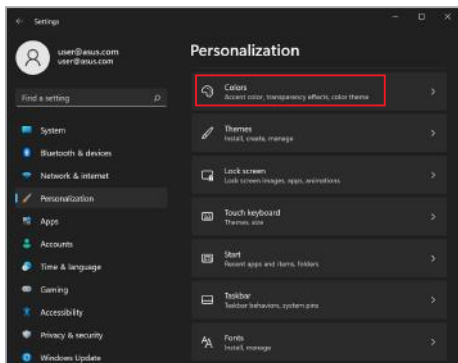 Settings
user@asus.com
user@asus.com
Find a setting
System
Bluetooth & devices
Network & internet
Personalization
Apps
Accounts
Time & language
Gaming
Accessibility
Privacy & security
Windows Update
Personalization
Colors
Accent color, transparency effects, color theme
Themes
Install, create, manage
Lock screen
Lock screen images, apps, animations
Touch keyboard
Themes, size
Start
Recent apps and items, folders
Taskbar
Taskbar behaviors, system pins
Fonts
Install, manage